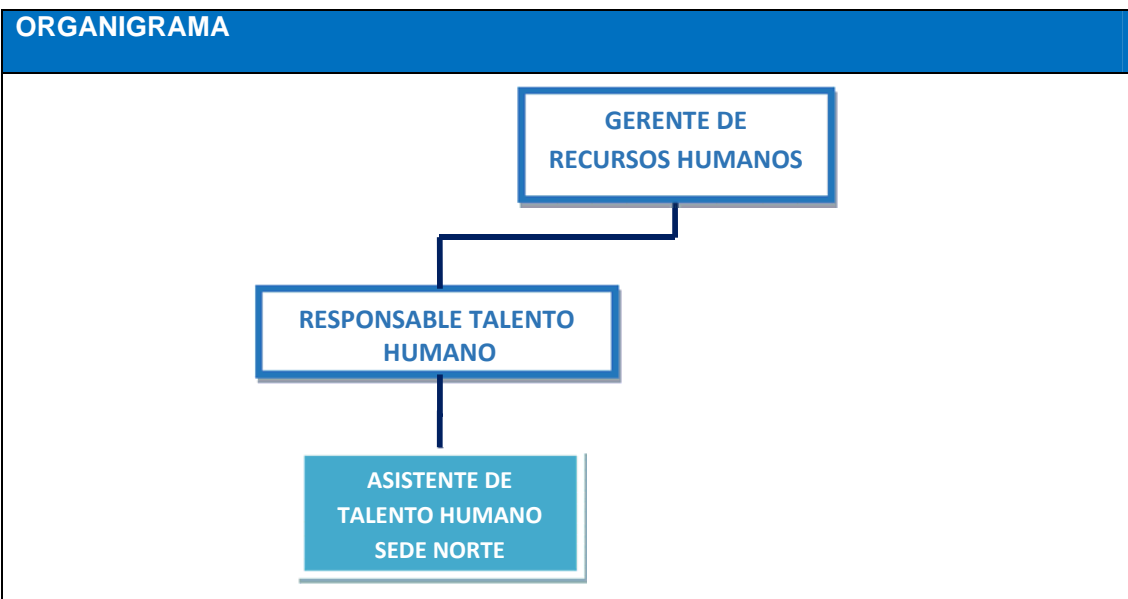 ORGANIGRAMA
GERENTE DE
RECURSOS HUMANOS
RESPONSABLE TALENTO
HUMANO
ASISTENTE DE
TALENTO HUMANO
SEDE NORTE